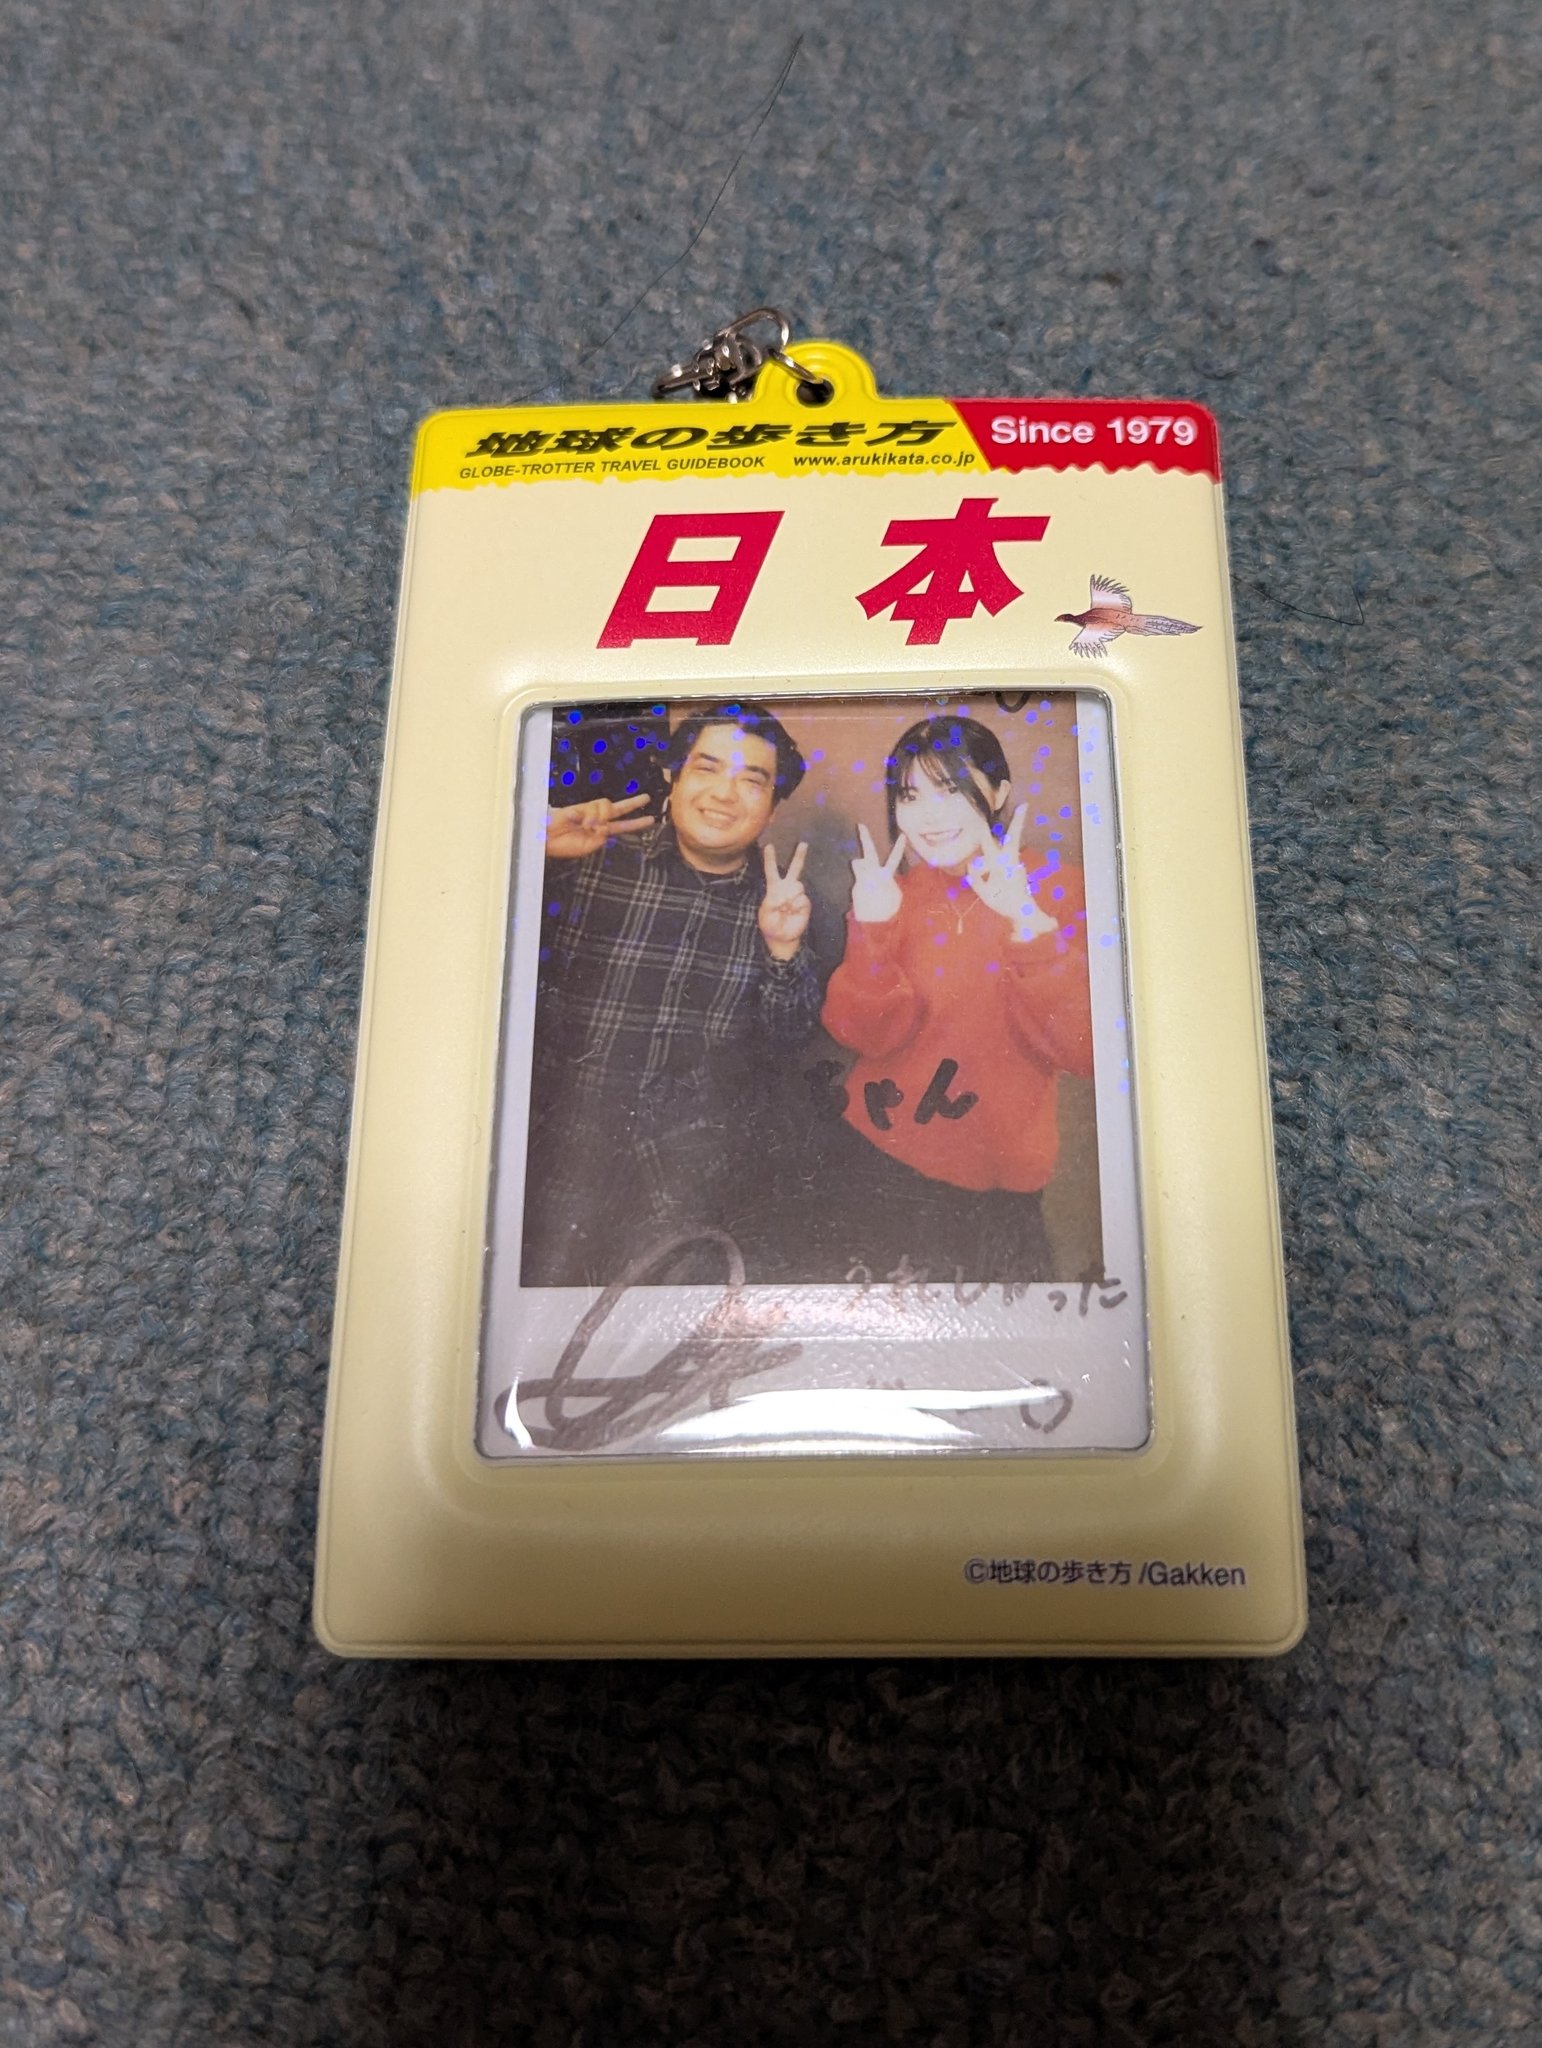 地球の歩き方
Since 1979
GLOBE-TROTTER TRAVEL GUIDEBOOK www.arukikata.co.jp
日本
ちゃん
うれしかった
©地球の歩き方/Gakken